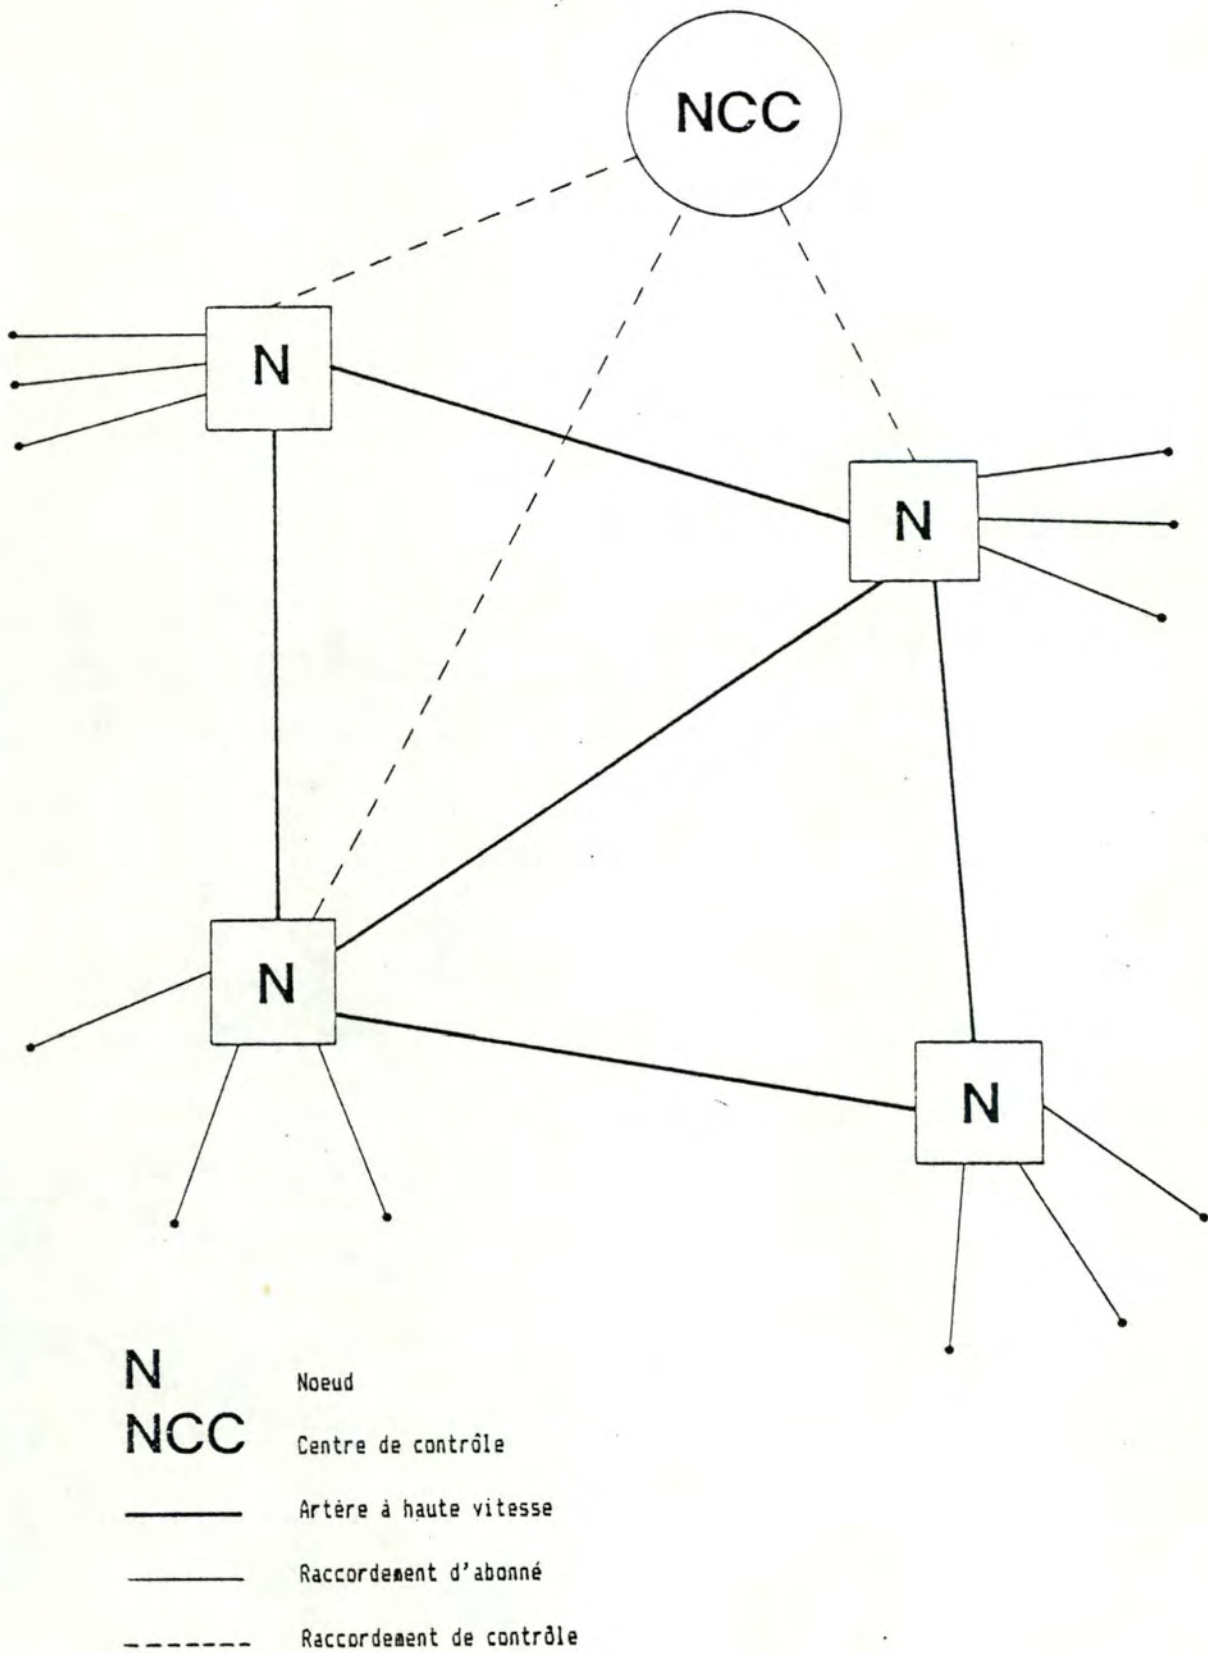 NCC
N
N
N
N
N Noeud
NCC Centre de contrôle
Artère à haute vitesse
Raccordement d'abonné
Raccordement de contrôle